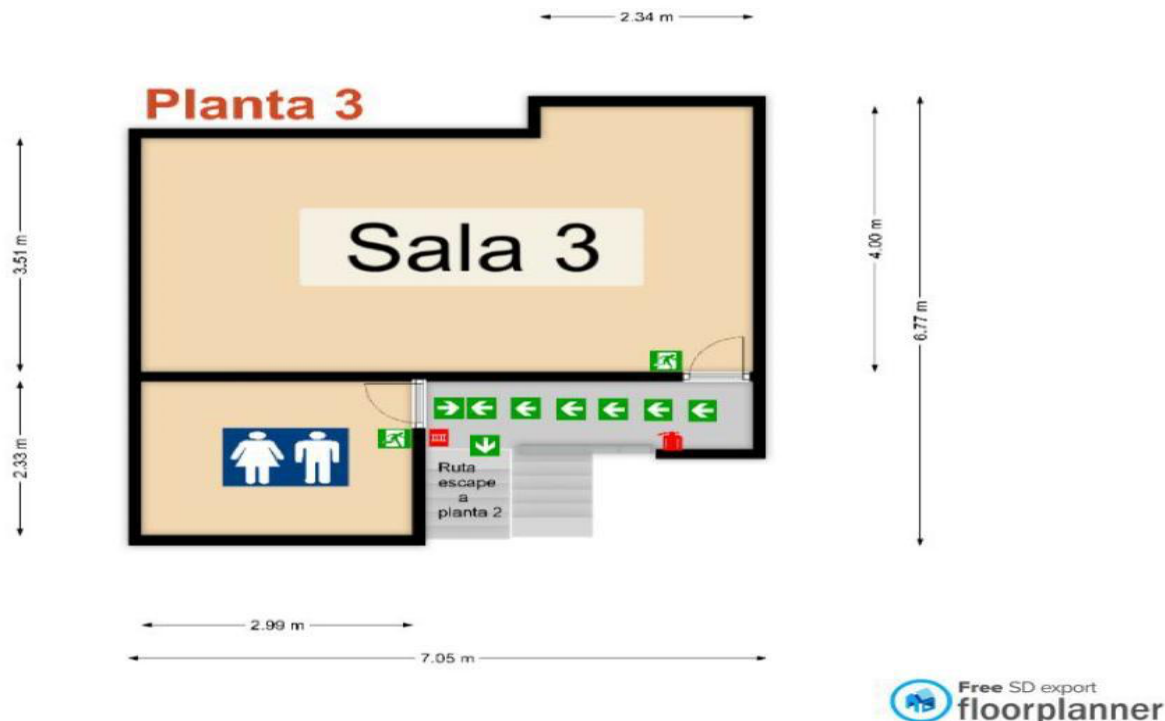 2.34 m
Planta 3
3.51 m
Sala 3
4.00 m
6.77 m
2.33 m
Ruta
escape
a
planta 2
2.99 m
7.05 m
Free SD export
floorplanner